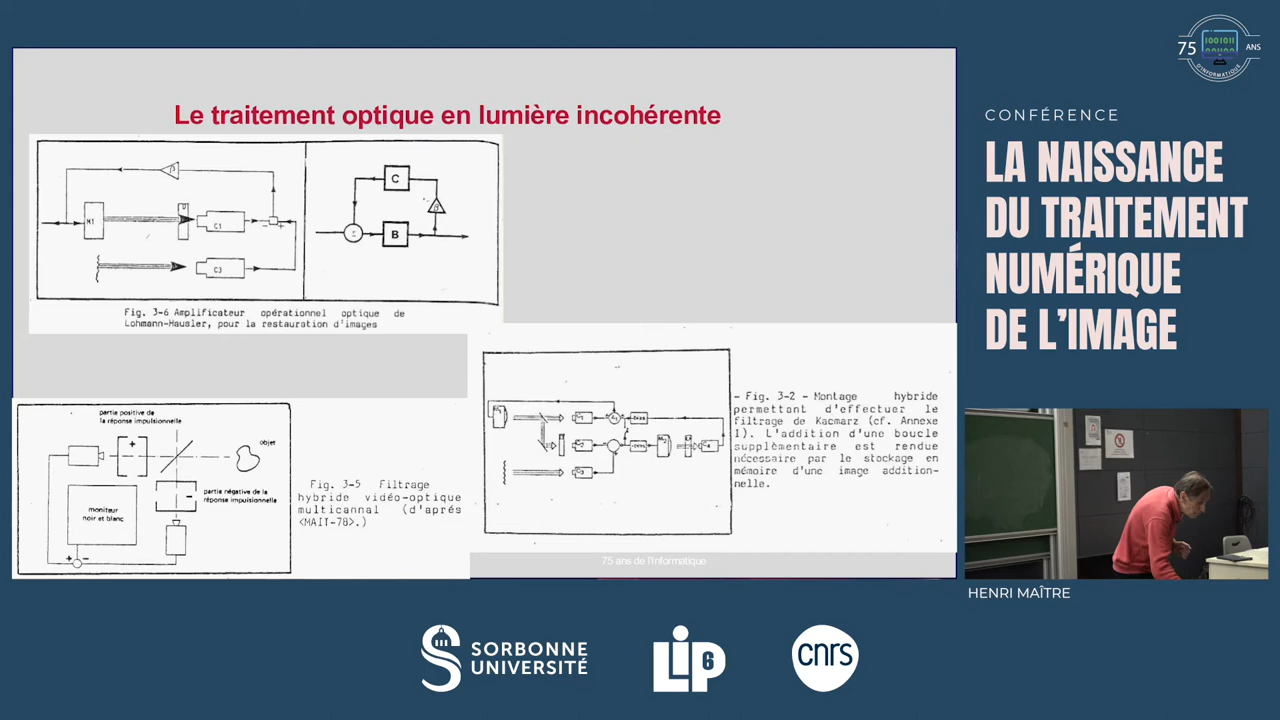 75 ANS
D'INFORMATIQUE
Le traitement optique en lumière incohérente
CONFÉRENCE
LA NAISSANCE
DU TRAITEMENT
NUMÉRIQUE
DE L'IMAGE
C1
C3
C
B
Fig. 3-6 Amplificateur opérationnel optique de
Lohmann-Hausler, pour la restauration d'images
partie positive de
la réponse impulsionnelle
objet
partie négative de la
réponse impulsionnelle
moniteur
noir et blanc
Fig. 3-5 Filtrage
hybride vidéo-optique
multicannal (d'aprés
<MAIT-78>.)
- Fig. 3-2 - Montage hybride
permettant d'effectuer le
filtrage de Kacmarz (cf. Annexe
1). L'addition d'une boucle
supplémentaire est rendue
nécessaire par le stockage en
mémoire d'une image addition-
nelle.
75 ans de l'Informatique
HENRI MAÎTRE
SORBONNE
UNIVERSITÉ
LIP6
cnrs